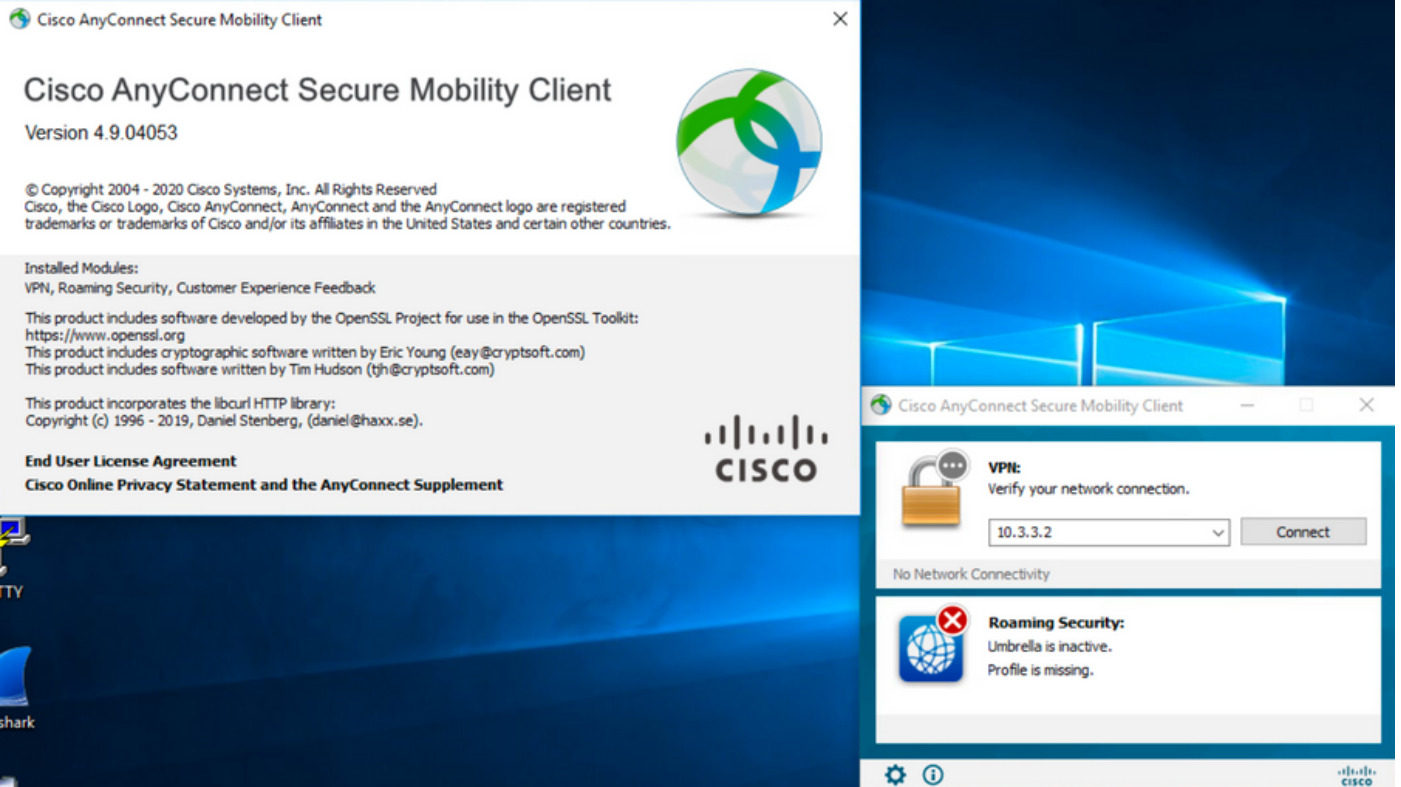 Cisco AnyConnect Secure Mobility Client
Cisco AnyConnect Secure Mobility Client
Version 4.9.04053
© Copyright 2004 - 2020 Cisco Systems, Inc. All Rights Reserved
Cisco, the Cisco Logo, Cisco AnyConnect, AnyConnect and the AnyConnect logo are registered
trademarks or trademarks of Cisco and/or its affiliates in the United States and certain other countries.
Installed Modules:
VPN, Roaming Security, Customer Experience Feedback
This product includes software developed by the OpenSSL Project for use in the OpenSSL Toolkit:
https://www.openssl.org
This product includes cryptographic software written by Eric Young (eay@cryptsoft.com)
This product includes software written by Tim Hudson (tjh@cryptsoft.com)
This product incorporates the libcurl HTTP library:
Copyright (c) 1996 - 2019, Daniel Stenberg, (daniel@haxx.se).
End User License Agreement
Cisco Online Privacy Statement and the AnyConnect Supplement
CISCO
TTY
shark
Cisco AnyConnect Secure Mobility Client
VPN:
Verify your network connection.
10.3.3.2
Connect
No Network Connectivity
Roaming Security:
Umbrella is inactive.
Profile is missing.
CISCO